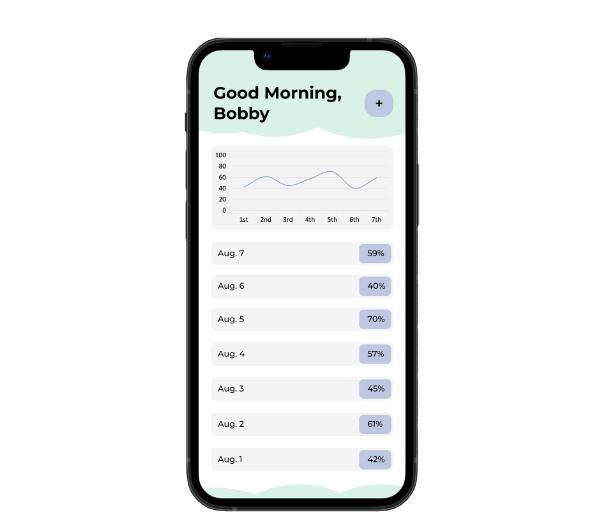 Good Morning,
Bobby
+
100
80
60
40
20
0
1st 2nd 3rd 4th 5th 6th 7th
Aug. 7 59%
Aug. 6 40%
Aug. 5 70%
Aug. 4 57%
Aug. 3 45%
Aug. 2 61%
Aug. 1 42%